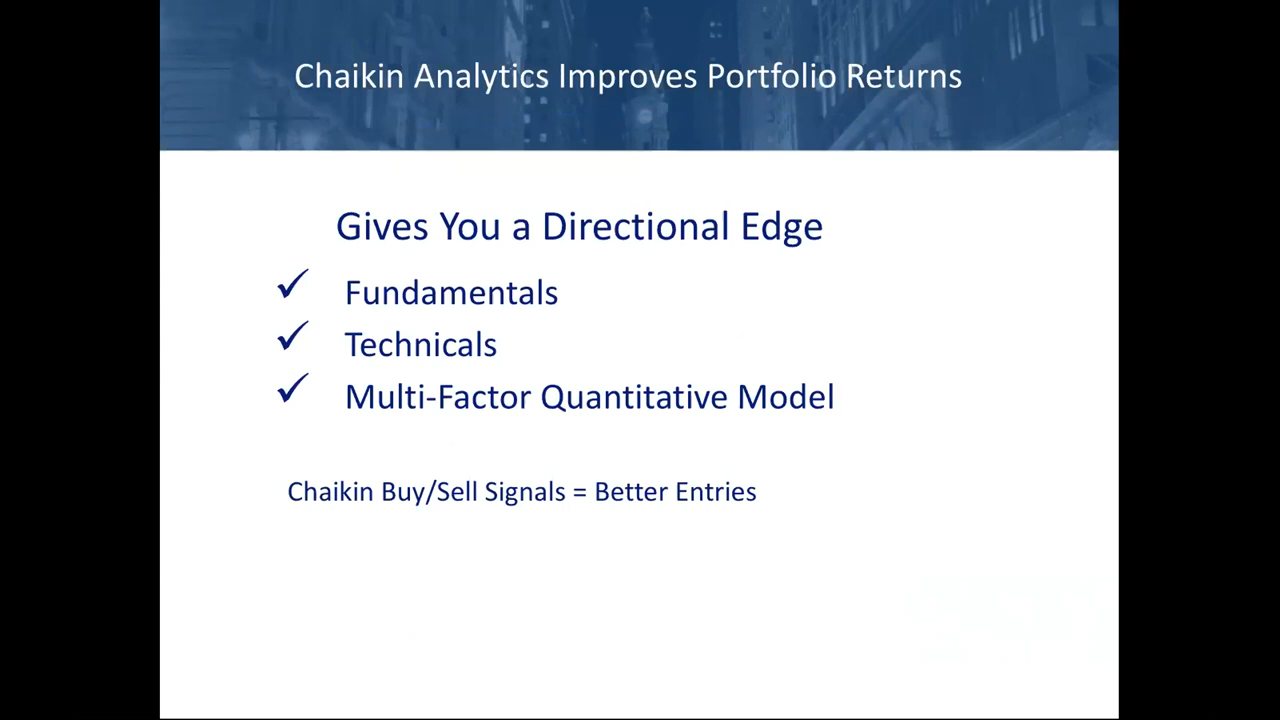 Chaikin Analytics Improves Portfolio Returns
Gives You a Directional Edge
✓ Fundamentals
✓ Technicals
✓ Multi-Factor Quantitative Model
Chaikin Buy/Sell Signals = Better Entries